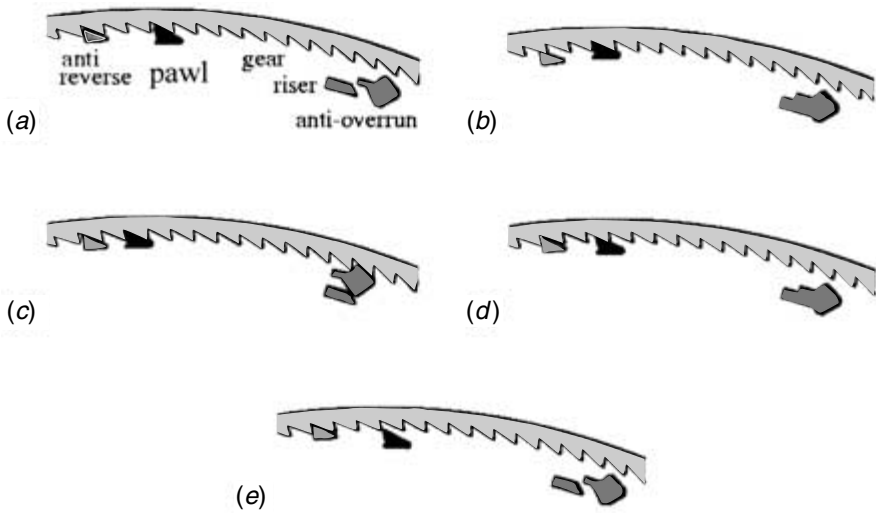 anti
reverse
pawl
gear
riser
anti-overrun
(a)
(b)
(c)
(d)
(e)